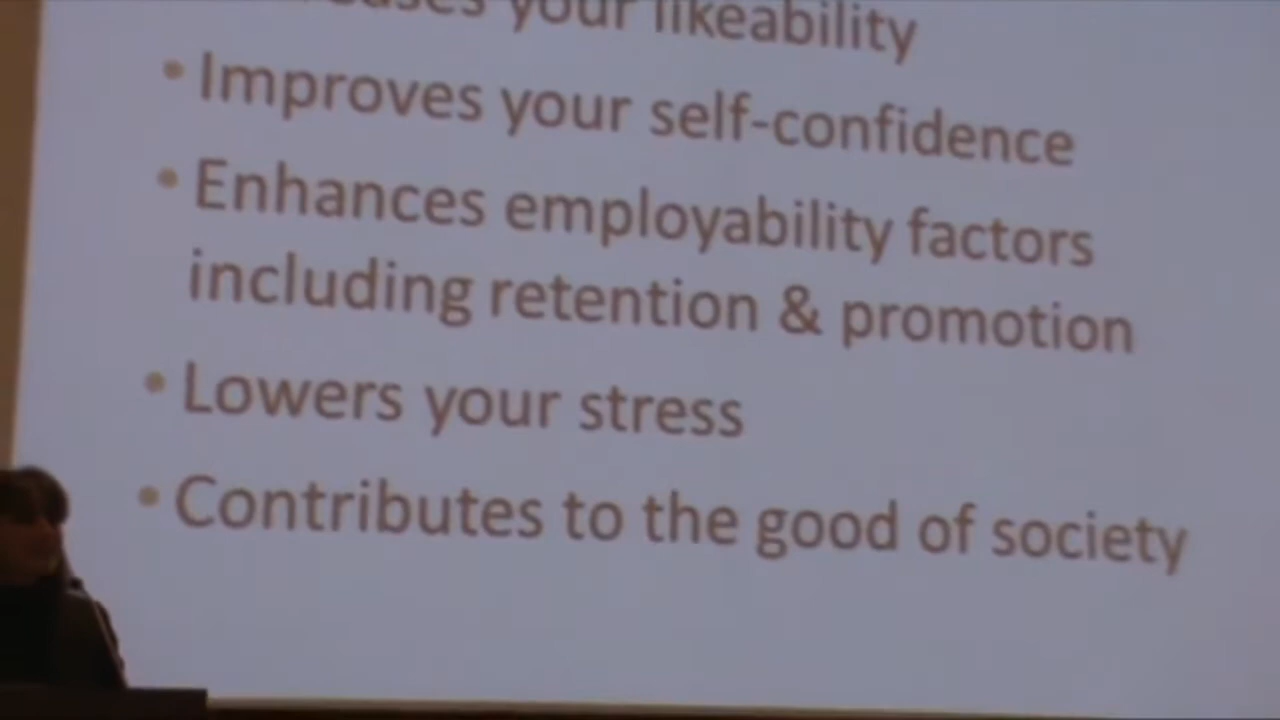 your likeability
• Improves your self-confidence
• Enhances employability factors
including retention & promotion
• Lowers your stress
• Contributes to the good of society